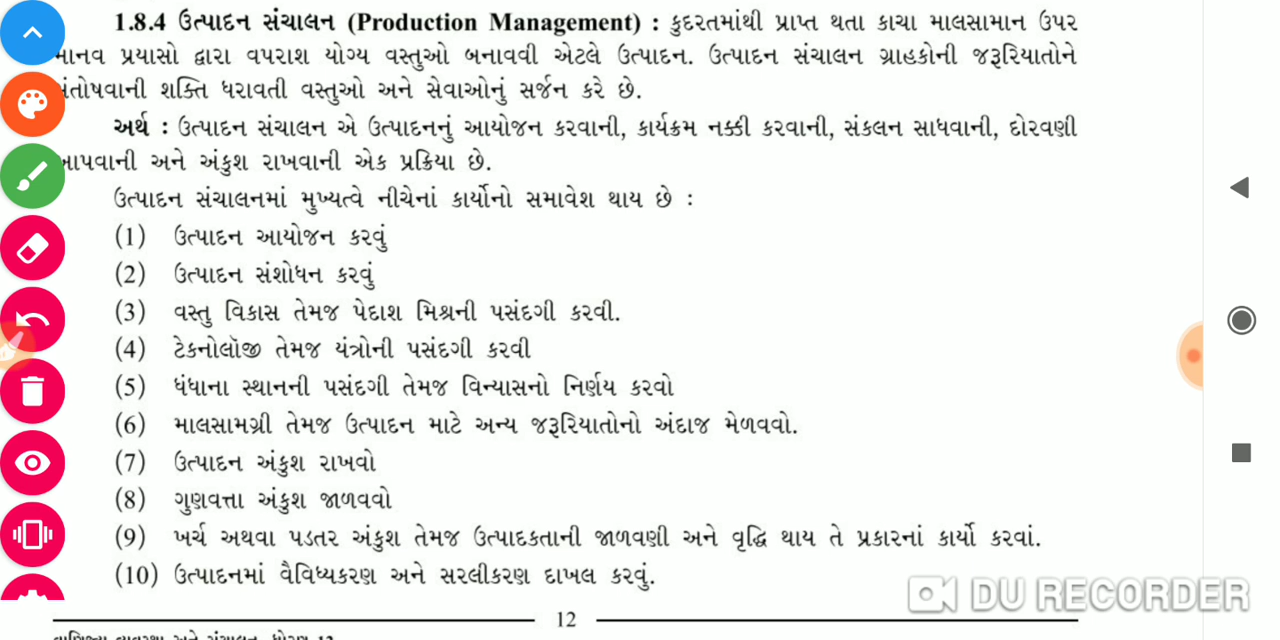 1.8.4 ઉત્પાદન સંચાલન (Production Management) : કુદરતમાંથી પ્રાપ્ત થતા કાચા માલસામાન ઉપર
માનવ પ્રયાસો દ્વારા વપરાશ યોગ્ય વસ્તુઓ બનાવવી એટલે ઉત્પાદન. ઉત્પાદન સંચાલન ગ્રાહકોની જરૂરિયાતોને
સંતોષવાની શક્તિ ધરાવતી વસ્તુઓ અને સેવાઓનું સર્જન કરે છે.
અર્થ : ઉત્પાદન સંચાલન એ ઉત્પાદનનું આયોજન કરવાની, કાર્યક્રમ નક્કી કરવાની, સંકલન સાધવાની, દોરવણી
આપવાની અને અંકુશ રાખવાની એક પ્રક્રિયા છે.
ઉત્પાદન સંચાલનમાં મુખ્યત્વે નીચેનાં કાર્યોનો સમાવેશ થાય છે :
(1) ઉત્પાદન આયોજન કરવું
(2) ઉત્પાદન સંશોધન કરવું
(3) વસ્તુ વિકાસ તેમજ પેદાશ મિશ્રની પસંદગી કરવી.
(4) ટેકનોલૉજી તેમજ યંત્રોની પસંદગી કરવી
(5) ધંધાના સ્થાનની પસંદગી તેમજ વિન્યાસનો નિર્ણય કરવો
(6) માલસામગ્રી તેમજ ઉત્પાદન માટે અન્ય જરૂરિયાતોનો અંદાજ મેળવવો.
(7) ઉત્પાદન અંકુશ રાખવો
(8) ગુણવત્તા અંકુશ જાળવવો
(9) ખર્ચ અથવા પડતર અંકુશ તેમજ ઉત્પાદકતાની જાળવણી અને વૃદ્ધિ થાય તે પ્રકારનાં કાર્યો કરવાં.
(10) ઉત્પાદનમાં વૈવિધ્યકરણ અને સરલીકરણ દાખલ કરવું.
DU RECORDER
12
વાણિજ્ય વ્યવસ્થા અને સંચાલન, ધોરણ 12